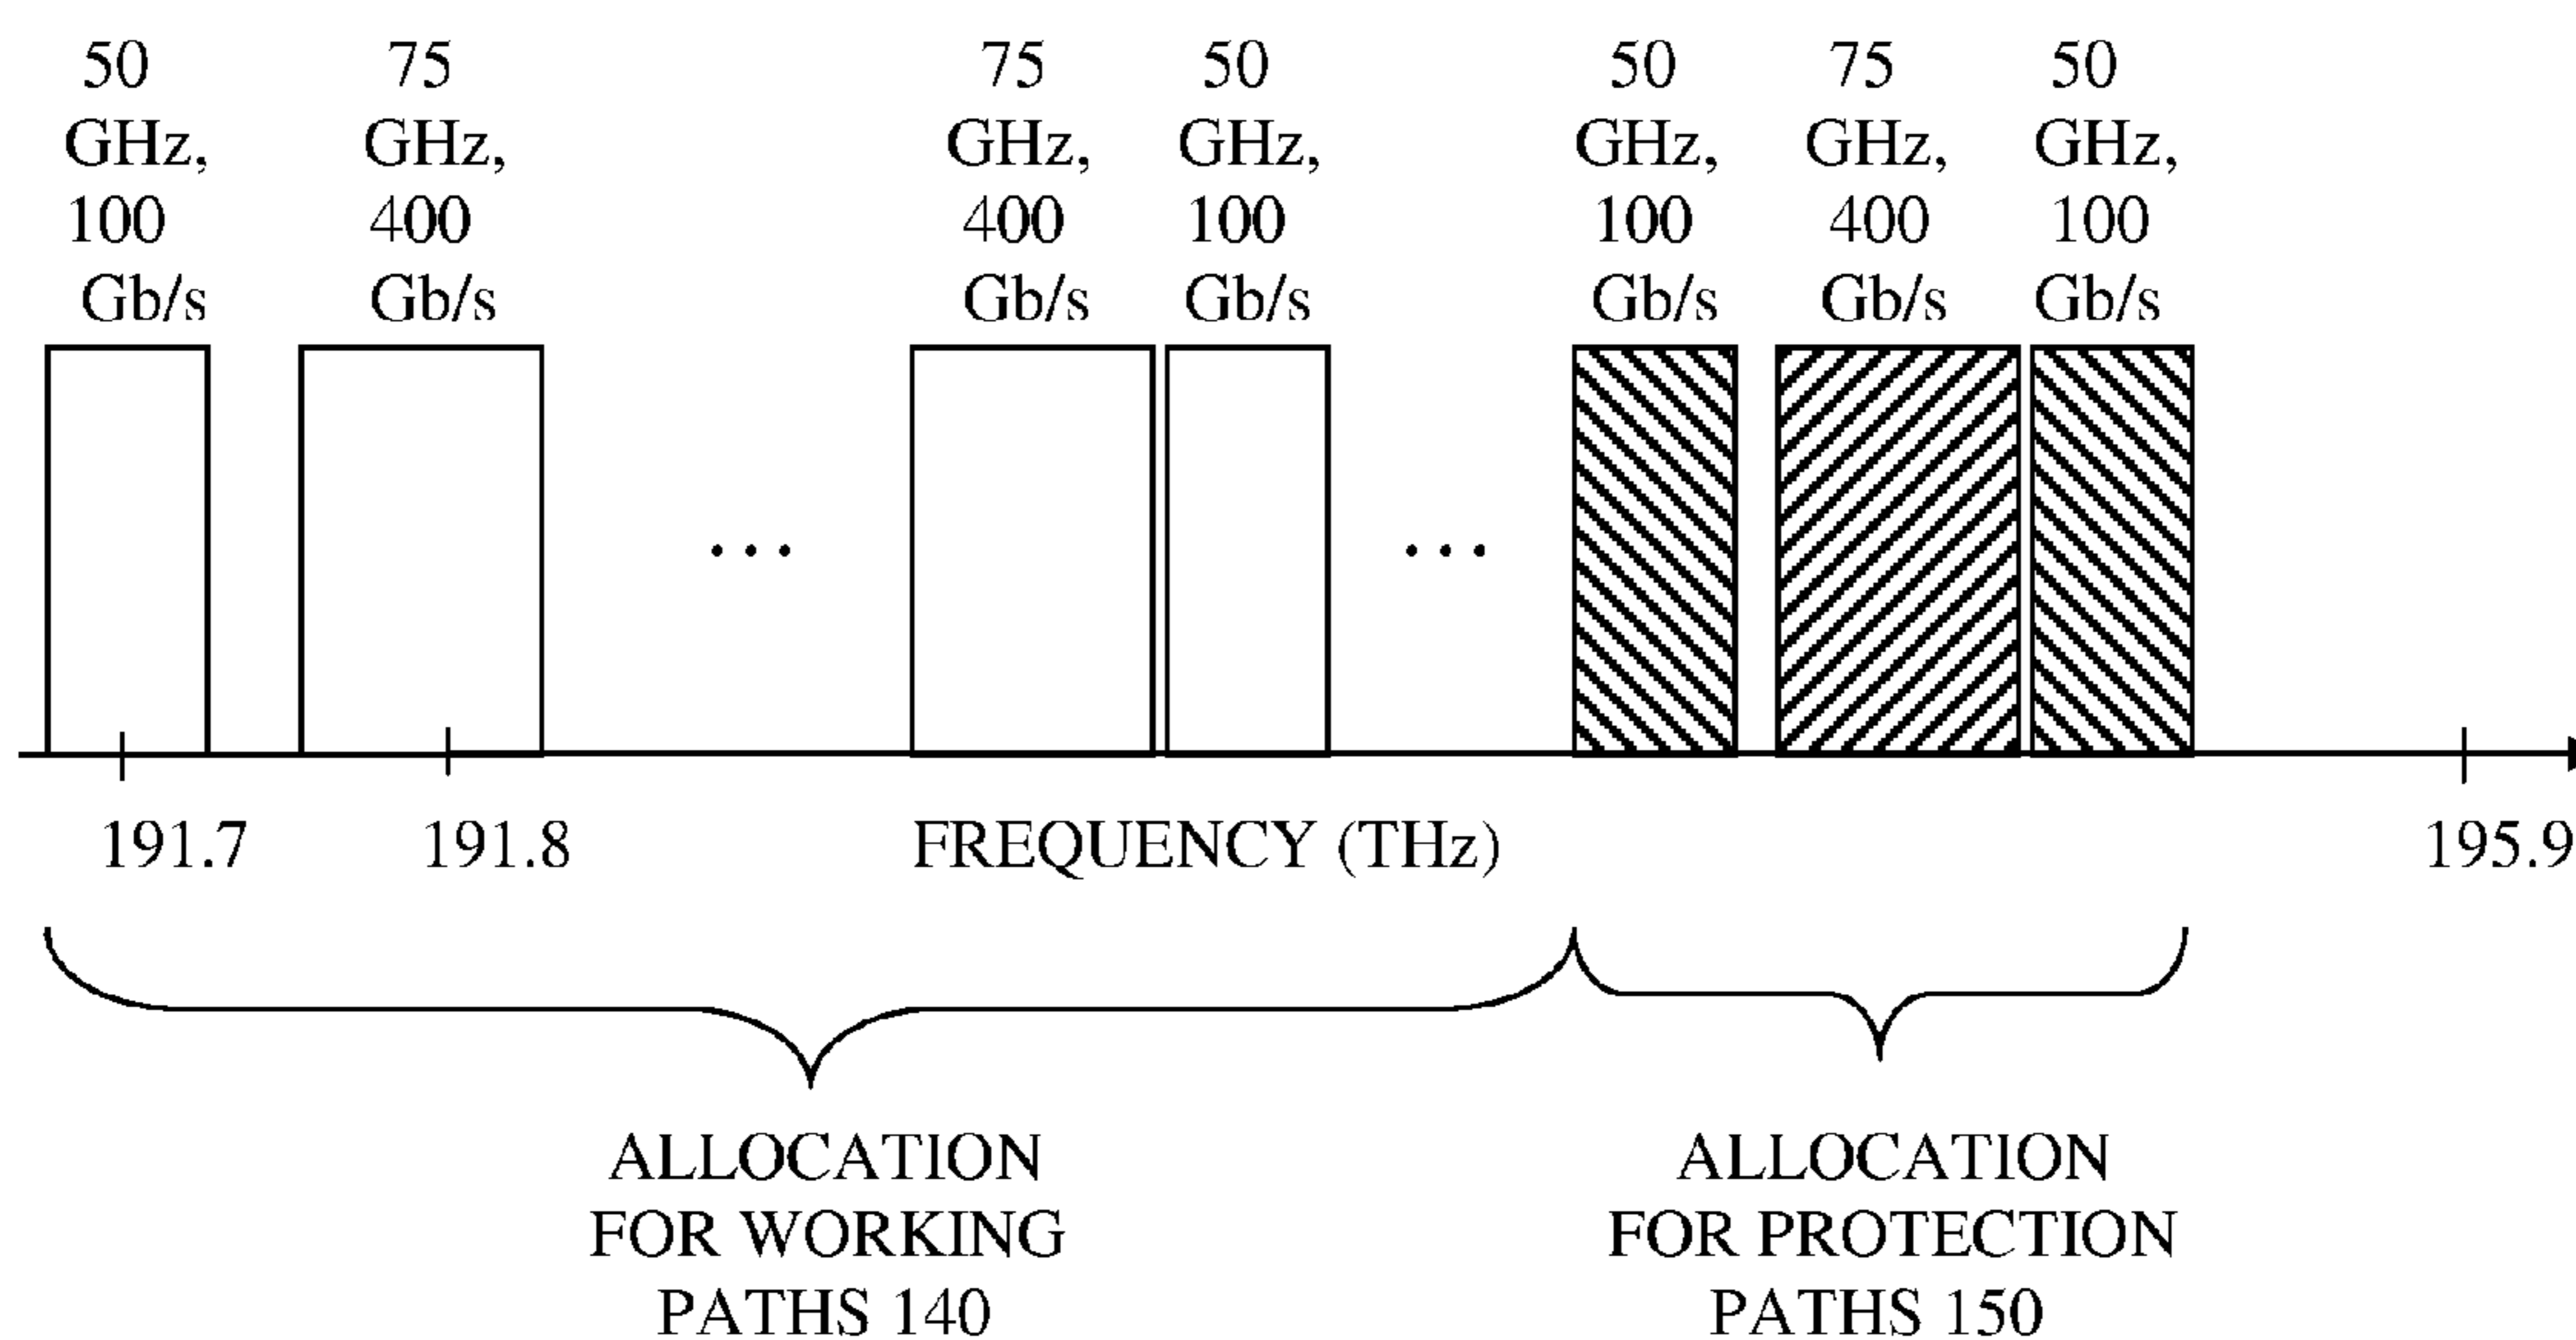 50 GHz, 100 Gb/s
75 GHz, 400 Gb/s
75 GHz, 400 Gb/s
50 GHz, 100 Gb/s
50 GHz, 100 Gb/s
75 GHz, 400 Gb/s
50 GHz, 100 Gb/s
... ...
191.7 191.8 FREQUENCY (THz) 195.9
ALLOCATION
FOR WORKING
PATHS 140
ALLOCATION
FOR PROTECTION
PATHS 150